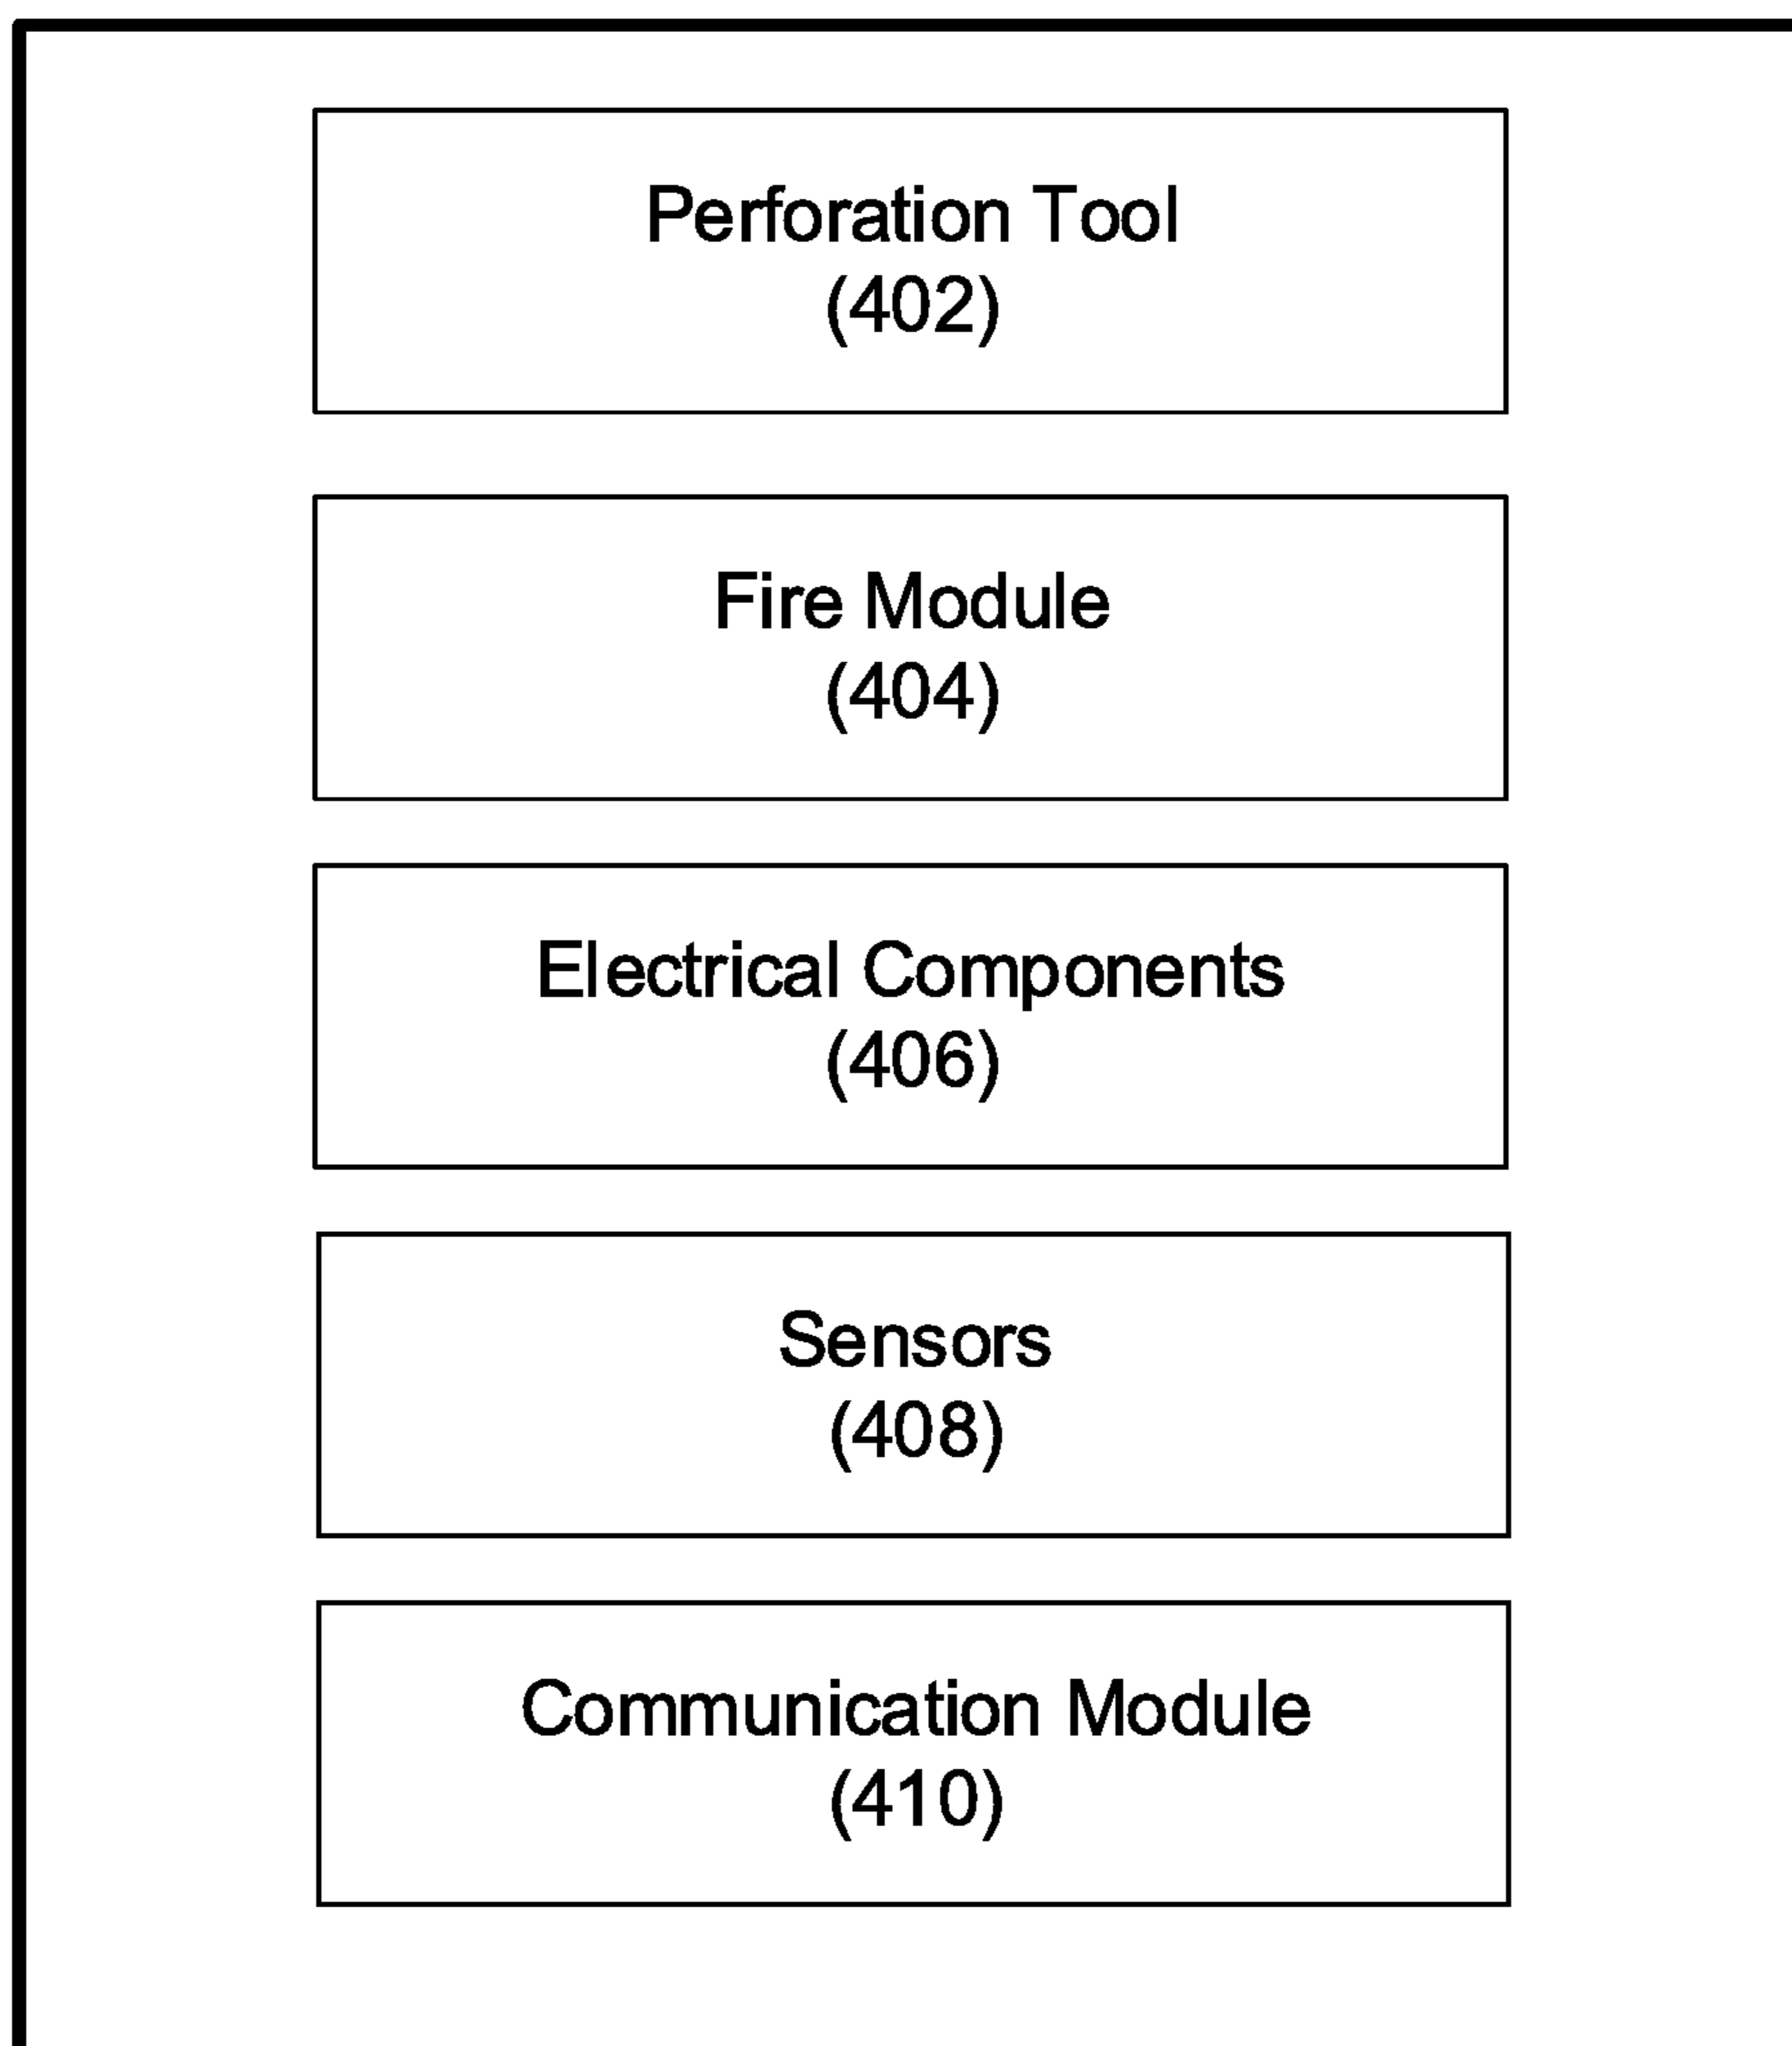 Perforation Tool
(402)
Fire Module
(404)
Electrical Components
(406)
Sensors
(408)
Communication Module
(410)